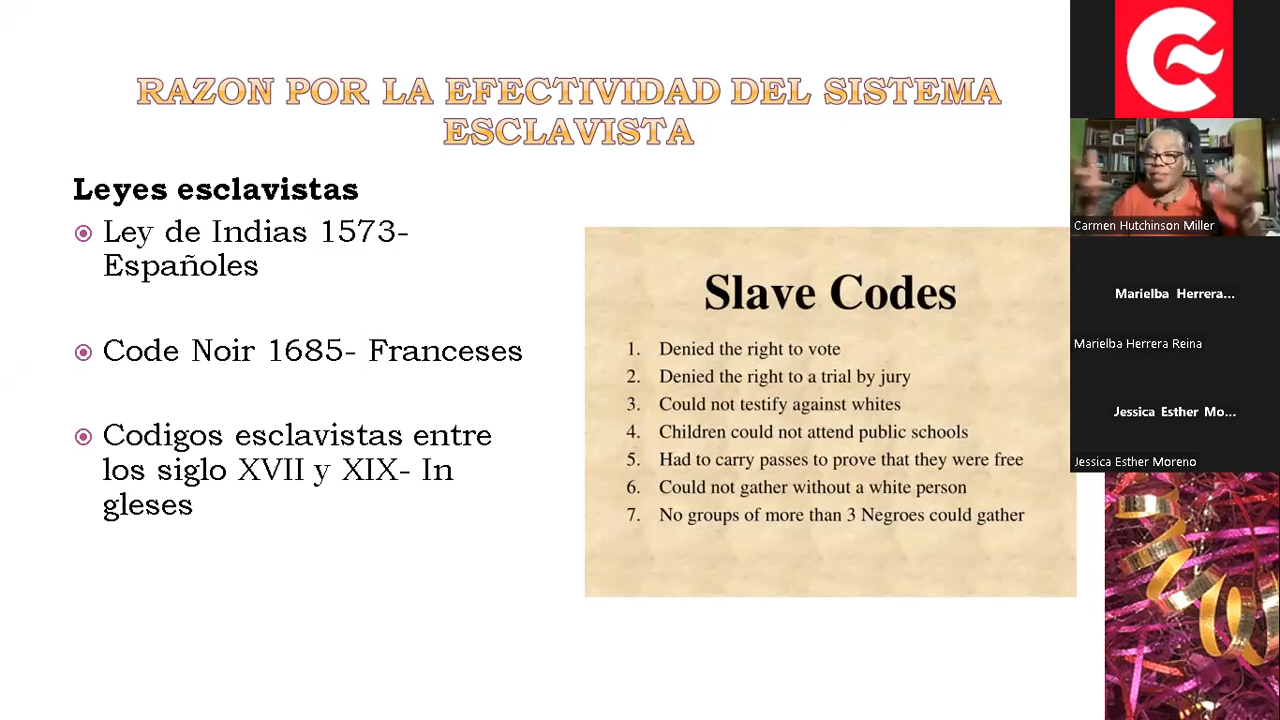 RAZON POR LA EFECTIVIDAD DEL SISTEMA
ESCLAVISTA
Leyes esclavistas
Ley de Indias 1573-
Españoles
Code Noir 1685- Franceses
Codigos esclavistas entre
los siglo XVII y XIX- In
gleses
Slave Codes
1. Denied the right to vote
2. Denied the right to a trial by jury
3. Could not testify against whites
4. Children could not attend public schools
5. Had to carry passes to prove that they were free
6. Could not gather without a white person
7. No groups of more than 3 Negroes could gather
Carmen Hutchinson Miller
Marielba Herrera...
Marielba Herrera Reina
Jessica Esther Mo...
Jessica Esther Moreno